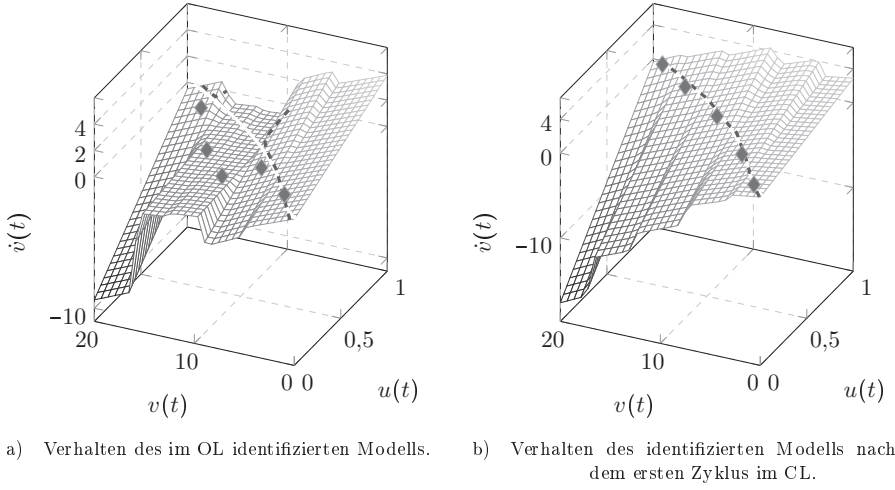 4
2
0
−10
v̇(t)
20
10
0
v(t)
0
0,5
1
u(t)
4
0
−10
v̇(t)
20
10
0
v(t)
0
0,5
1
u(t)
a) Verhalten des im OL identifizierten Modells.
b) Verhalten des identifizierten Modells nach
dem ersten Zyklus im CL.